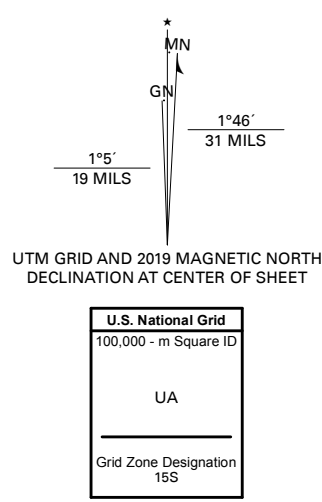 ★
MN
GN
1°46´
31 MILS
1°5´
19 MILS
UTM GRID AND 2019 MAGNETIC NORTH
DECLINATION AT CENTER OF SHEET
U.S. National Grid
100,000 - m Square ID
UA
Grid Zone Designation
15S